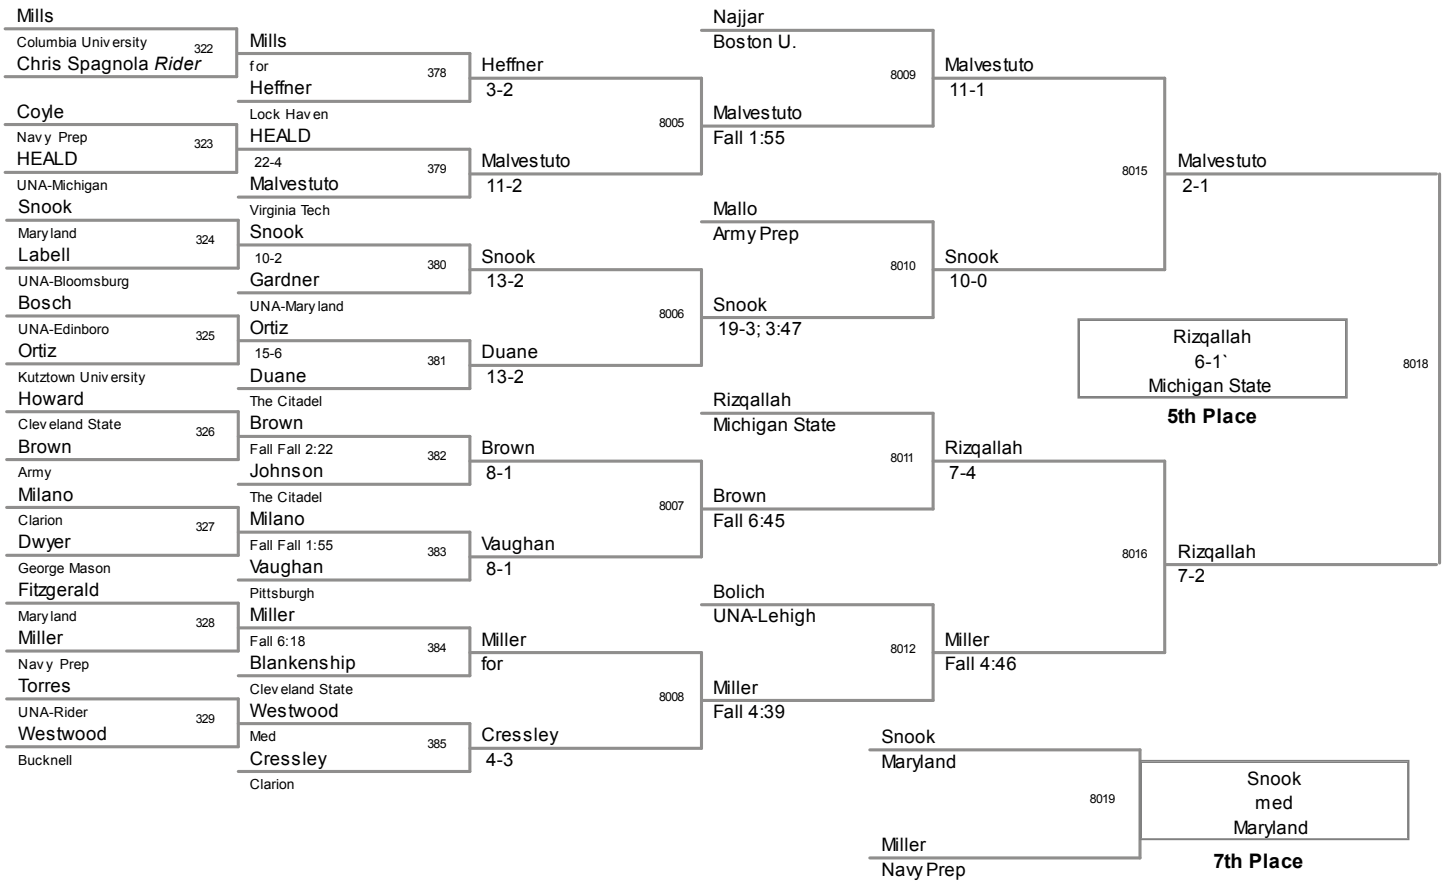 Mills
Columbia University
322
Chris Spagnola Rider
Coyle
Navy Prep
323
HEALD
UNA-Michigan
Snook
Maryland
324
Labell
UNA-Bloomsburg
Bosch
UNA-Edinboro
325
Ortiz
Kutztown University
Howard
Cleveland State
326
Brown
Army
Milano
Clarion
327
Dwyer
George Mason
Fitzgerald
Maryland
328
Miller
Navy Prep
Torres
UNA-Rider
329
Westwood
Bucknell
Mills
for
378
Heffner
Lock Haven
HEALD
22-4
379
Malvestuto
Virginia Tech
Snook
10-2
380
Gardner
UNA-Maryland
Ortiz
15-6
381
Duane
The Citadel
Brown
Fall Fall 2:22
382
Johnson
The Citadel
Milano
Fall Fall 1:55
383
Vaughan
Pittsburgh
Miller
Fall 6:18
384
Blankenship
Cleveland State
Westwood
Med
385
Cressley
Clarion
Heffner
3-2
8005
Malvestuto
11-2
Snook
13-2
8006
Duane
13-2
Brown
8-1
8007
Vaughan
8-1
Miller
for
8008
Cressley
4-3
Najjar
Boston U.
8009
Malvestuto
Fall 1:55
Mallo
Army Prep
8010
Snook
19-3; 3:47
Rizqallah
Michigan State
8011
Brown
Fall 6:45
Bolich
UNA-Lehigh
8012
Miller
Fall 4:39
Malvestuto
11-1
8015
Snook
10-0
Rizqallah
7-4
8016
Miller
Fall 4:46
Malvestuto
2-1
8018
Rizqallah
7-2
Rizqallah
6-1`
Michigan State
5th Place
Snook
Maryland
8019
Miller
Navy Prep
Snook
med
Maryland
7th Place